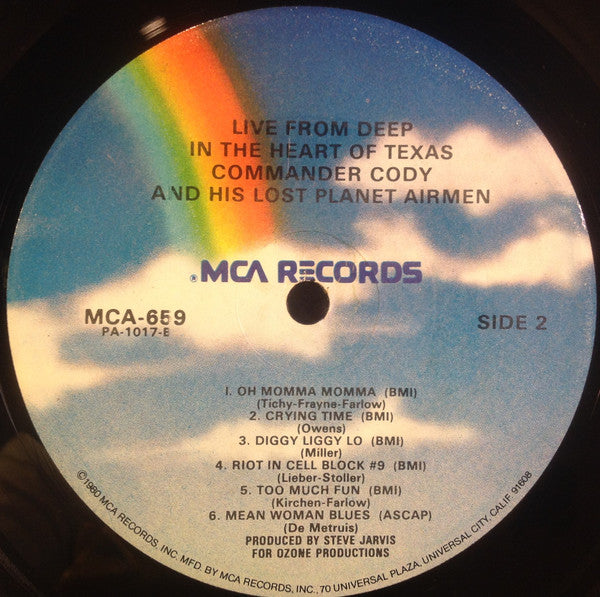 LIVE FROM DEEP
IN THE HEART OF TEXAS
COMMANDER CODY
AND HIS LOST PLANET AIRMEN
® MCA RECORDS
MCA-659
PA-1017-B
SIDE 2
1. OH MOMMA MOMMA (BMI)
(Tichy-Frayne-Farlow)
2. CRYING TIME (BMI)
(Owens)
3. DIGGY LIGGY LO (BMI)
(Miller)
4. RIOT IN CELL BLOCK #9 (BMI)
(Lieber-Stoller)
5. TOO MUCH FUN (BMI)
(Kirchen-Farlow)
6. MEAN WOMAN BLUES (ASCAP)
(De Metruis)
PRODUCED BY STEVE JARVIS
FOR OZONE PRODUCTIONS
©1980 MCA RECORDS, INC. MFD. BY MCA RECORDS, INC., 70 UNIVERSAL PLAZA, UNIVERSAL CITY, CALIF. 91608